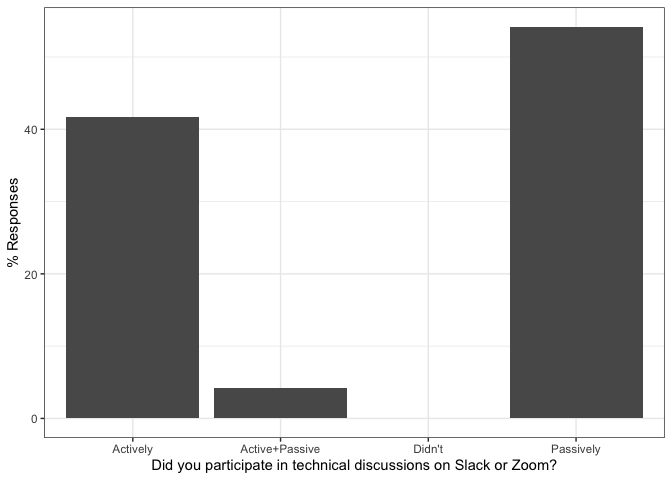 % Responses
40
20
0
Actively Active+Passive Didn't Passively
Did you participate in technical discussions on Slack or Zoom?